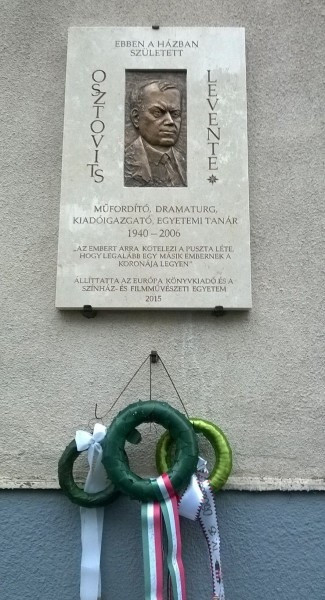 EBBEN A HÁZBAN
SZÜLETETT
OSZTOVITS
LEVENTE
MŰFORDÍTÓ, DRAMATURG,
KIADÓIGAZGATÓ, EGYETEMI TANÁR
1940 – 2006
„AZ EMBERT ARRA KÖTELEZI A PUSZTA LÉTE,
HOGY LEGALÁBB EGY MÁSIK EMBERNEK A
KORONÁJA LEGYEN"
ÁLLÍTTATTA AZ EURÓPA KÖNYVKIADÓ ÉS A
SZÍNHÁZ- ÉS FILMMŰVÉSZETI EGYETEM
2015